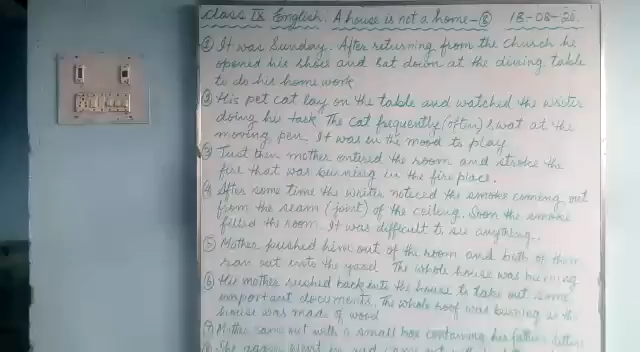 Class IX English. A house is not a home - B 18-08-20.
① It was Sunday. After returning from the church he
opened his shoes and sat down at the dining table
to do his home work
② His pet cat lay on the table and watched the writer
doing his task. The cat frequently (often) swat at the
moving pen. It was in the mood to play
③ Just then mother entered the room and stroke the
fire that was burning in the fire place.
④ After some time the writer noticed the smoke coming out
from the seam (joint) of the ceiling. Soon the smoke
filled the room. It was difficult to see anything.
⑤ Mother pushed him out of the room and both of them
ran out into the yard. The whole house was burning
⑥ His mother rushed back into the house to take out some
important documents. The whole roof was burning as the
house was made of wood
⑦ Mother came out with a small box containing his father's letters
She again went in and came out